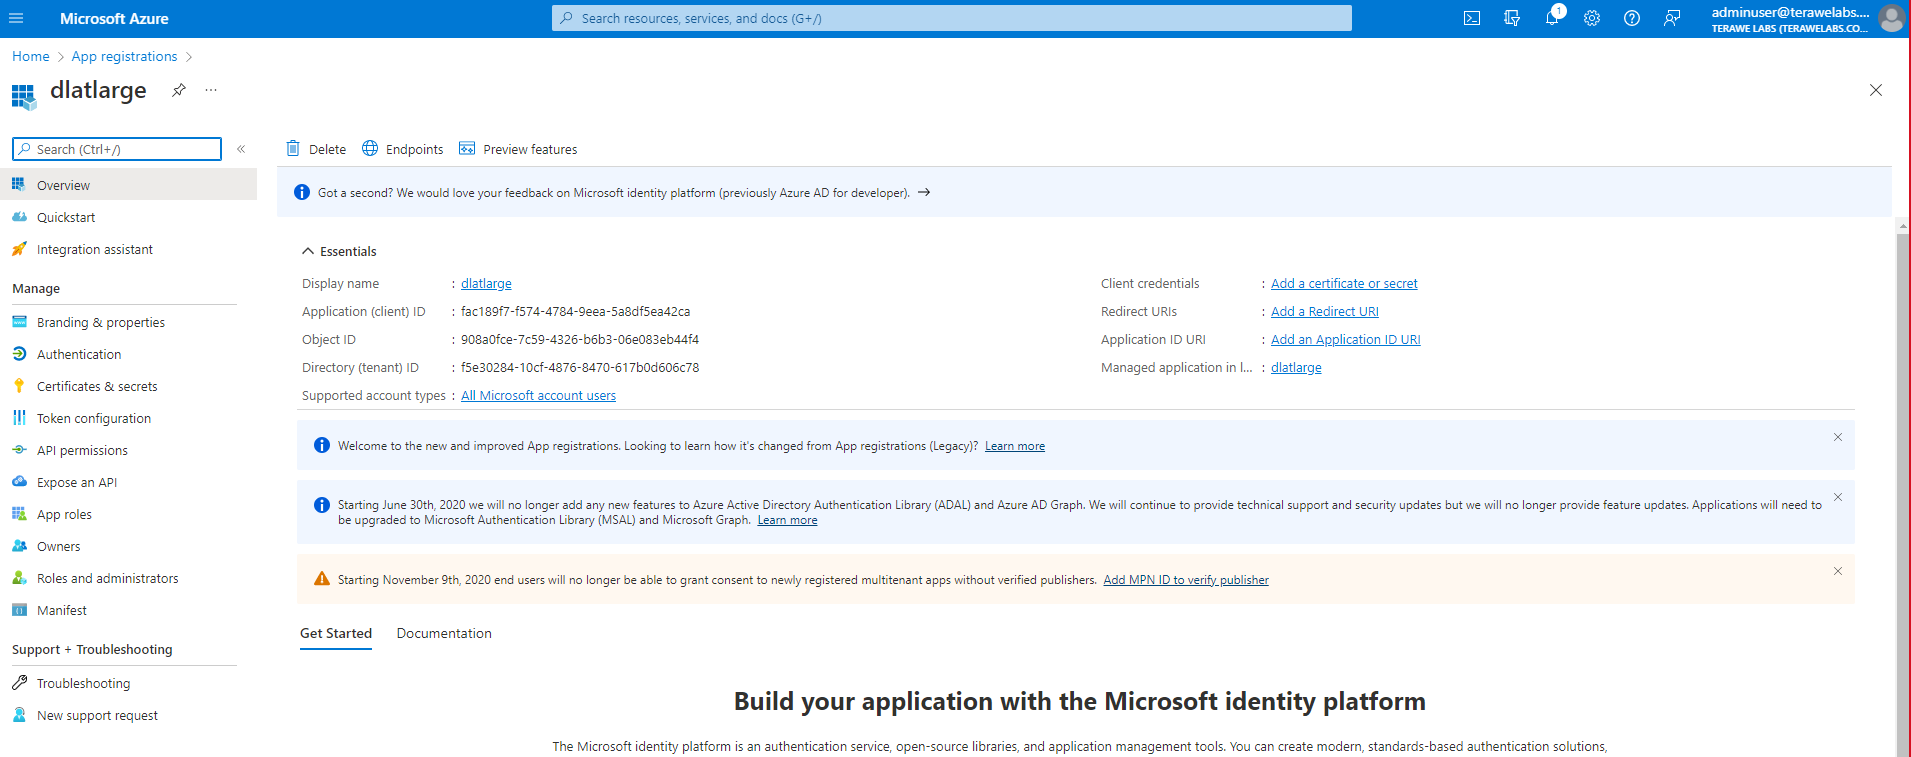 Microsoft Azure
Search resources, services, and docs (G+/)
1
adminuser@terawelabs....
TERAWE LABS (TERAWELABS.CO...
Home > App registrations >
dlatlarge
...
Search (Ctrl+/)
«
Overview
Quickstart
Integration assistant
Manage
Branding & properties
Authentication
Certificates & secrets
Token configuration
API permissions
Expose an API
App roles
Owners
Roles and administrators
Manifest
Support + Troubleshooting
Troubleshooting
New support request
Delete
Endpoints
Preview features
Got a second? We would love your feedback on Microsoft identity platform (previously Azure AD for developer). →
Essentials
Display name : dlatlarge
Application (client) ID : fac189f7-f574-4784-9eea-5a8df5ea42ca
Object ID : 908a0fce-7c59-4326-b6b3-06e083eb44f4
Directory (tenant) ID : f5e30284-10cf-4876-8470-617b0d606c78
Supported account types : All Microsoft account users
Client credentials : Add a certificate or secret
Redirect URIs : Add a Redirect URI
Application ID URI : Add an Application ID URI
Managed application in l... : dlatlarge
Welcome to the new and improved App registrations. Looking to learn how it's changed from App registrations (Legacy)? Learn more
Starting June 30th, 2020 we will no longer add any new features to Azure Active Directory Authentication Library (ADAL) and Azure AD Graph. We will continue to provide technical support and security updates but we will no longer provide feature updates. Applications will need to
be upgraded to Microsoft Authentication Library (MSAL) and Microsoft Graph. Learn more
Starting November 9th, 2020 end users will no longer be able to grant consent to newly registered multitenant apps without verified publishers. Add MPN ID to verify publisher
Get Started
Documentation
Build your application with the Microsoft identity platform
The Microsoft identity platform is an authentication service, open-source libraries, and application management tools. You can create modern, standards-based authentication solutions,